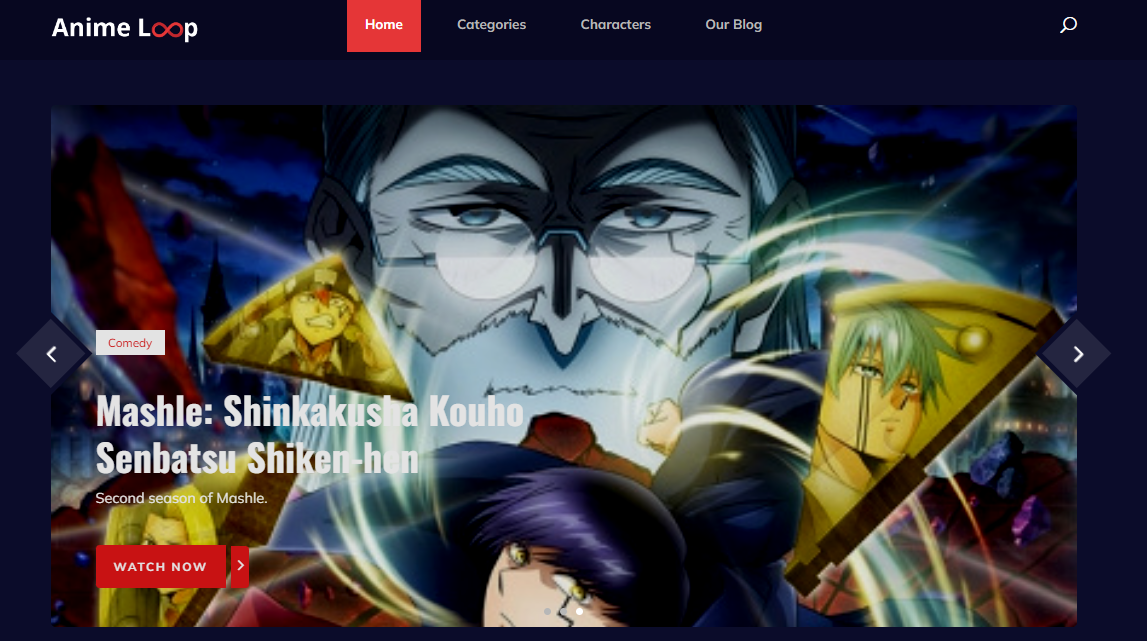 Anime Loop
Home
Categories
Characters
Our Blog
Comedy
Mashle: Shinkakusha Kouho
Senbatsu Shiken-hen
Second season of Mashle.
WATCH NOW